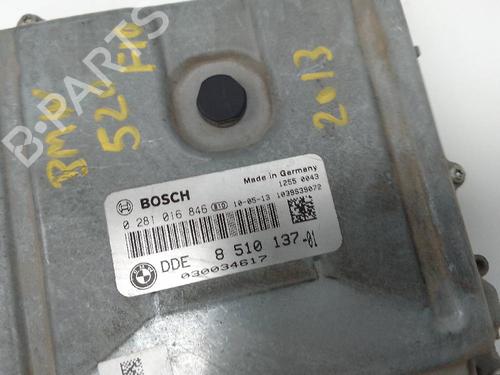 BMW
520 F10
2013
B-PARTS
Made in Germany
BOSCH
1255 0043
0 281 016 846 10-05-13 1039S39072
DDE 8 510 137-01
030034617